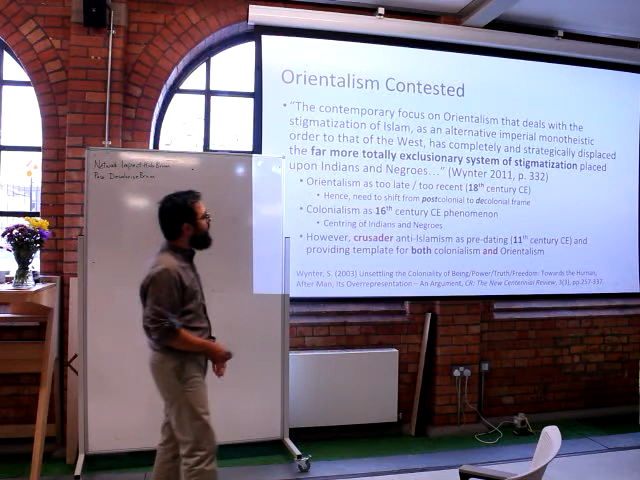 Orientalism Contested
• "The contemporary focus on Orientalism that deals with the
stigmatization of Islam, as an alternative imperial monotheistic
order to that of the West, has completely and strategically displaced
the far more totally exclusionary system of stigmatization placed
upon Indians and Negroes…" (Wynter 2011, p. 332)
• Orientalism as too late / too recent (18th century CE)
• Hence, need to shift from postcolonial to decolonial frame
• Colonialism as 16th century CE phenomenon
• Centring of Indians and Negroes
• However, crusader anti-Islamism as pre-dating (11th century CE) and
providing template for both colonialism and Orientalism
Wynter, S. (2003) Unsettling the Coloniality of Being/Power/Truth/Freedom: Towards the Human,
After Man, Its Overrepresentation – An Argument, CR: The New Centennial Review, 3(3), pp.257-337.
Network:
Pass: